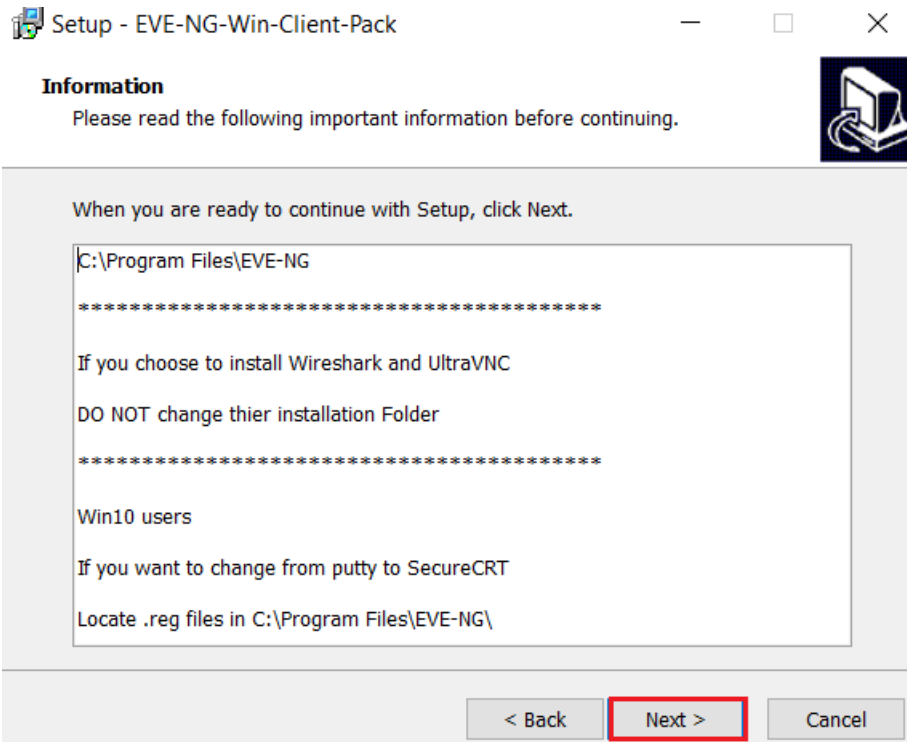 Setup - EVE-NG-Win-Client-Pack
Information
Please read the following important information before continuing.
When you are ready to continue with Setup, click Next.
C:\Program Files\EVE-NG
*****************************************
If you choose to install Wireshark and UltraVNC
DO NOT change thier installation Folder
*****************************************
Win10 users
If you want to change from putty to SecureCRT
Locate .reg files in C:\Program Files\EVE-NG\
< Back Next > Cancel